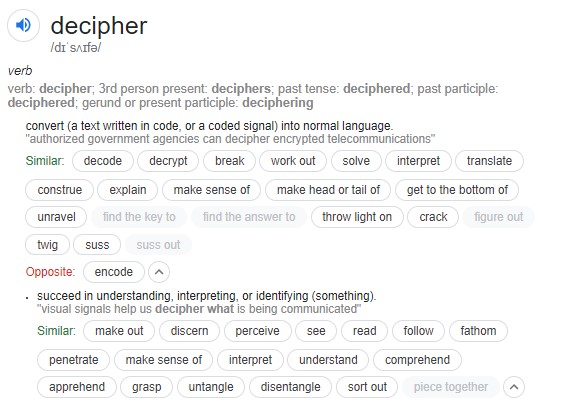 decipher
/dɪˈsʌɪfə/
verb
verb: decipher; 3rd person present: deciphers; past tense: deciphered; past participle:
deciphered; gerund or present participle: deciphering
convert (a text written in code, or a coded signal) into normal language.
"authorized government agencies can decipher encrypted telecommunications"
Similar: decode decrypt break work out solve interpret translate
construe explain make sense of make head or tail of get to the bottom of
unravel find the key to find the answer to throw light on crack figure out
twig suss suss out
Opposite: encode
• succeed in understanding, interpreting, or identifying (something).
"visual signals help us decipher what is being communicated"
Similar: make out discern perceive see read follow fathom
penetrate make sense of interpret understand comprehend
apprehend grasp untangle disentangle sort out piece together